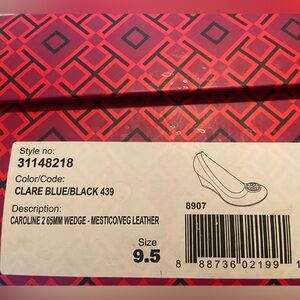 Style no:
31148218
Color/Code:
CLARE BLUE/BLACK 439
Description:
CAROLINE 2 65MM WEDGE - MESTICO/VEG LEATHER
8907
Size
9.5
8 88736 02199 1